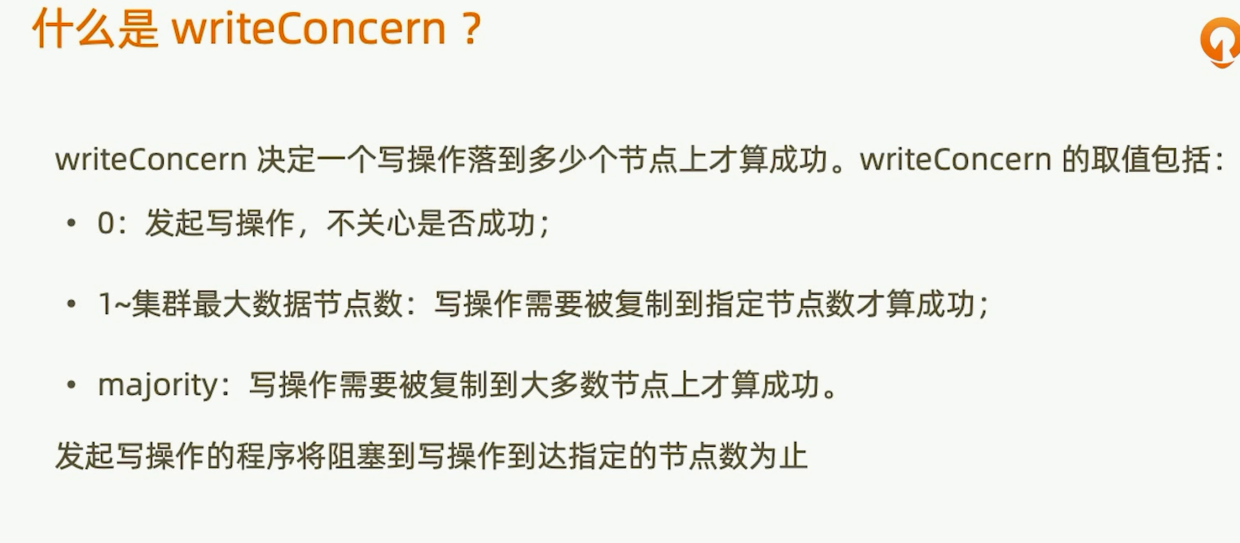 什么是 writeConcern ？
writeConcern 决定一个写操作落到多少个节点上才算成功。writeConcern 的取值包括：
• 0：发起写操作，不关心是否成功；
• 1~集群最大数据节点数：写操作需要被复制到指定节点数才算成功；
• majority：写操作需要被复制到大多数节点上才算成功。
发起写操作的程序将阻塞到写操作到达指定的节点数为止